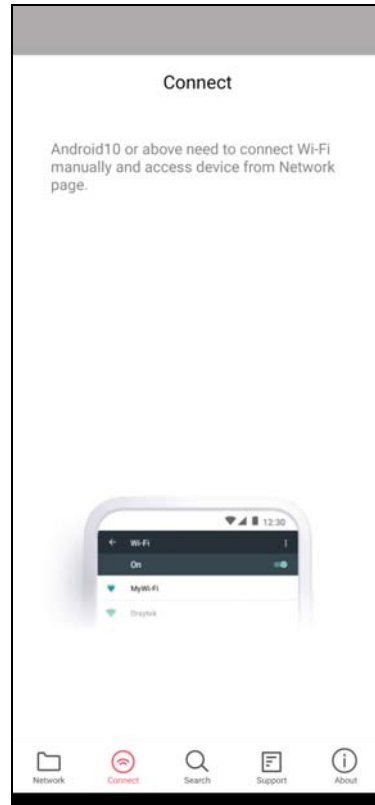 Connect
Android10 or above need to connect Wi-Fi
manually and access device from Network
page.
12:30
Wi-Fi
On
MyWi-Fi
Draytek
Network
Connect
Search
Support
About